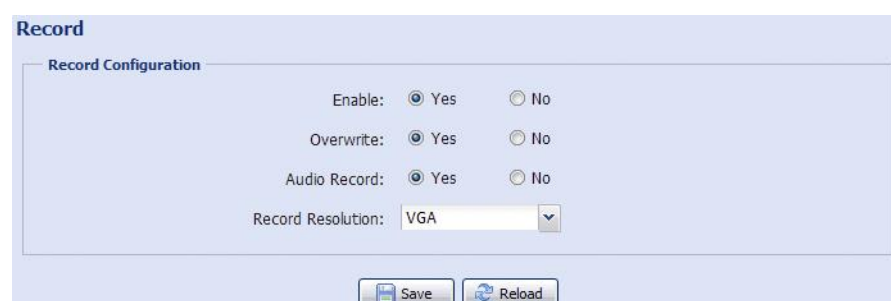 Record
Record Configuration
Enable: Yes No
Overwrite: Yes No
Audio Record: Yes No
Record Resolution: VGA
Save Reload